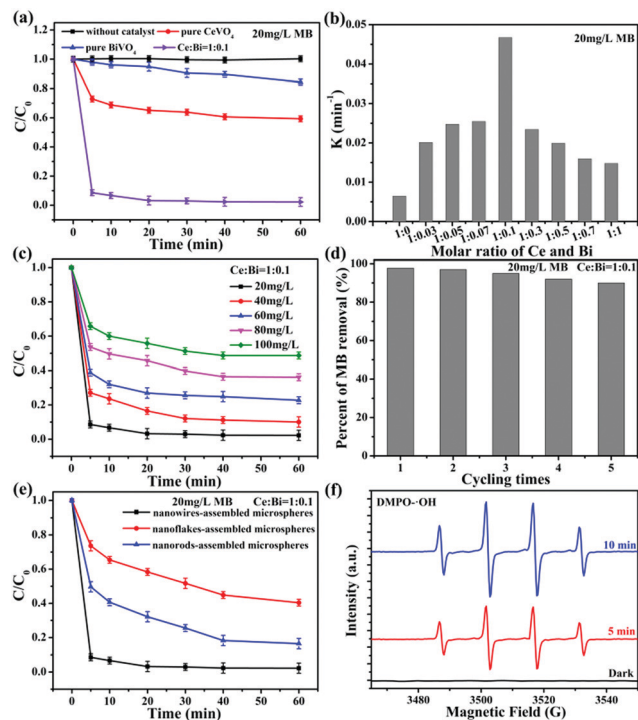 (a)
without catalyst
pure CeVO₄
pure BiVO₄
Ce:Bi=1:0.1
20mg/L MB
C/C₀
1.0
0.8
0.6
0.4
0.2
0.0
0 10 20 30 40 50 60
Time (min)
(b)
20mg/L MB
K (min⁻¹)
0.05
0.04
0.03
0.02
0.01
0.00
1:0 1:0.03 1:0.05 1:0.07 1:0.1 1:0.3 1:0.5 1:0.7 1:1
Molar ratio of Ce and Bi
(c)
Ce:Bi=1:0.1
20mg/L
40mg/L
60mg/L
80mg/L
100mg/L
C/C₀
1.0
0.8
0.6
0.4
0.2
0.0
0 10 20 30 40 50 60
Time (min)
(d)
20mg/L MB Ce:Bi=1:0.1
Percent of MB removal (%)
100
80
60
40
20
0
1 2 3 4 5
Cycling times
(e)
20mg/L MB Ce:Bi=1:0.1
nanowires-assembled microspheres
nanoflakes-assembled microspheres
nanorods-assembled microspheres
C/C₀
1.0
0.8
0.6
0.4
0.2
0.0
0 10 20 30 40 50 60
Time (min)
(f)
DMPO-·OH
10 min
5 min
Dark
Intensity (a.u.)
3480 3500 3520 3540
Magnetic Field (G)